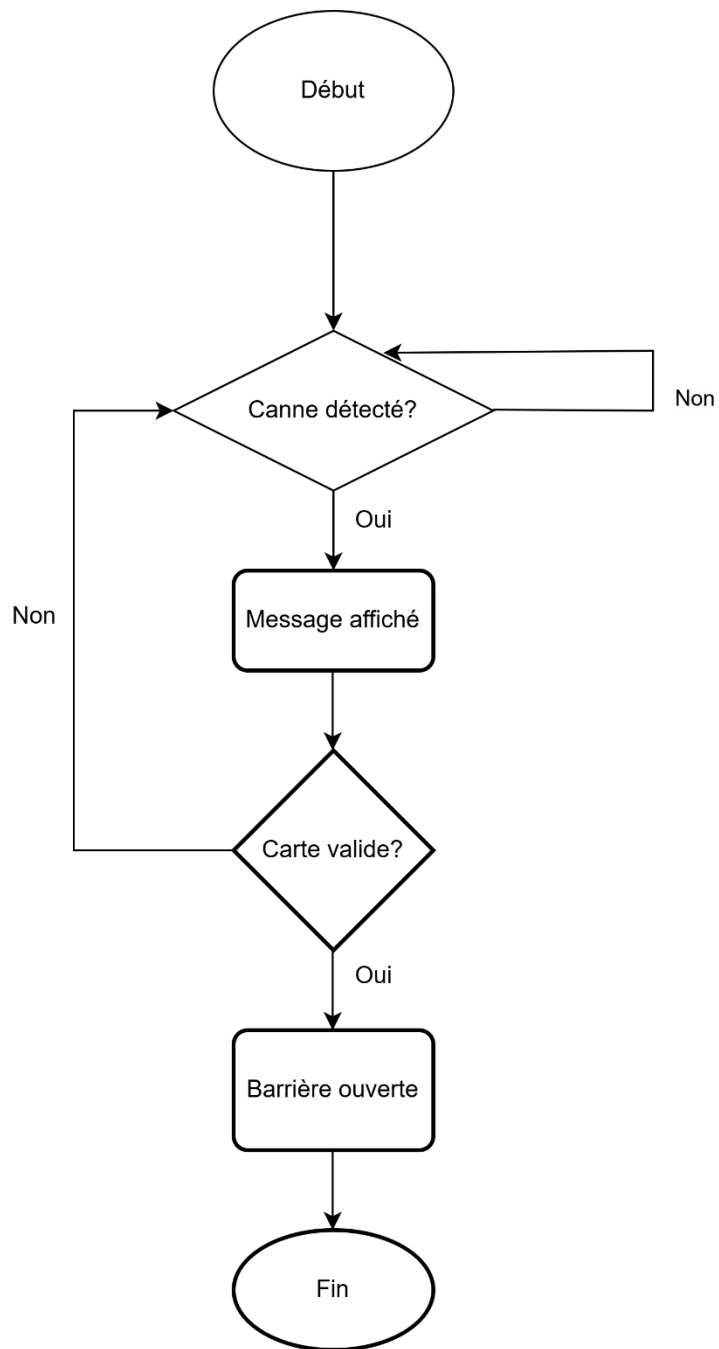 Début
Canne détecté?
Non
Oui
Message affiché
Non
Carte valide?
Oui
Barrière ouverte
Fin